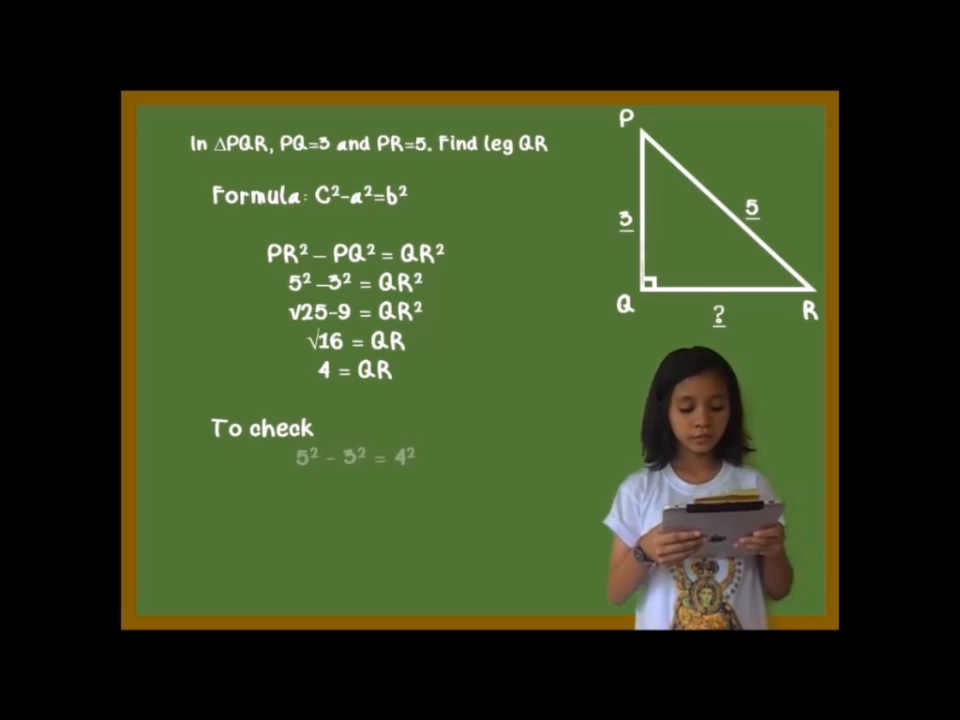 In ∆PQR, PQ=3 and PR=5. Find leg QR
Formula: C²-a²=b²
PR² – PQ² = QR²
5² –3² = QR²
√25-9 = QR²
√16 = QR
4 = QR
To check
5² - 3² = 4²
P
3
5
Q
?
R